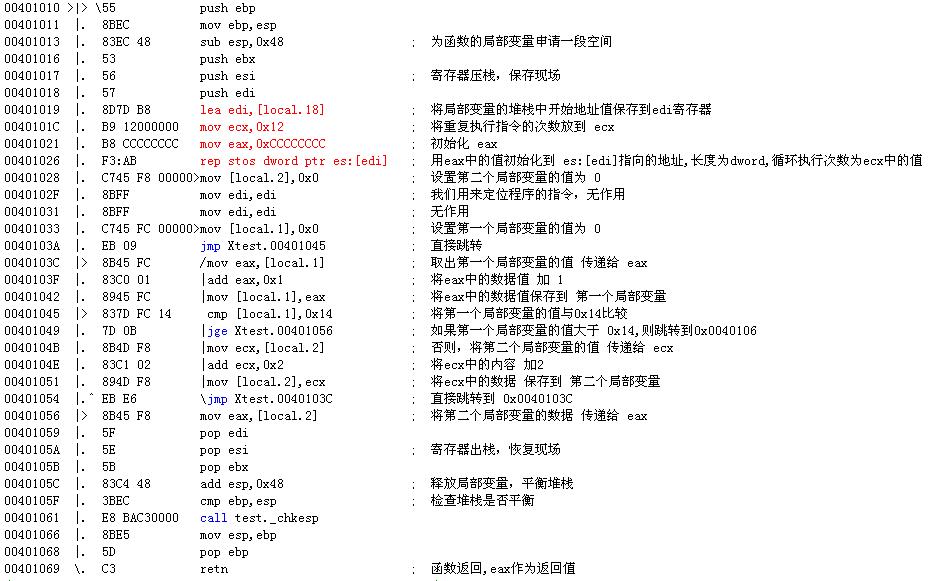 00401010 >|> \55 push ebp
00401011 |. 8BEC mov ebp,esp
00401013 |. 83EC 48 sub esp,0x48 ; 为函数的局部变量申请一段空间
00401016 |. 53 push ebx
00401017 |. 56 push esi ; 寄存器压栈，保存现场
00401018 |. 57 push edi
00401019 |. 8D7D B8 lea edi,[local.18] ; 将局部变量的堆栈中开始地址值保存到edi寄存器
0040101C |. B9 12000000 mov ecx,0x12 ; 将重复执行指令的次数放到 ecx
00401021 |. B8 CCCCCCCC mov eax,0xCCCCCCCC ; 初始化 eax
00401026 |. F3:AB rep stos dword ptr es:[edi] ; 用eax中的值初始化到 es:[edi]指向的地址,长度为dword,循环执行次数为ecx中的值
00401028 |. C745 F8 00000>mov [local.2],0x0 ; 设置第二个局部变量的值为 0
0040102F |. 8BFF mov edi,edi ; 我们用来定位程序的指令，无作用
00401031 |. 8BFF mov edi,edi ; 无作用
00401033 |. C745 FC 00000>mov [local.1],0x0 ; 设置第一个局部变量的值为 0
0040103A |. EB 09 jmp Xtest.00401045 ; 直接跳转
0040103C |> 8B45 FC /mov eax,[local.1] ; 取出第一个局部变量的值 传递给 eax
0040103F |. 83C0 01 |add eax,0x1 ; 将eax中的数据值 加 1
00401042 |. 8945 FC |mov [local.1],eax ; 将eax中的数据值保存到 第一个局部变量
00401045 |> 837D FC 14 cmp [local.1],0x14 ; 将第一个局部变量的值与0x14比较
00401049 |. 7D 0B |jge Xtest.00401056 ; 如果第一个局部变量的值大于 0x14,则跳转到0x0040106
0040104B |. 8B4D F8 |mov ecx,[local.2] ; 否则，将第二个局部变量的值 传递给 ecx
0040104E |. 83C1 02 |add ecx,0x2 ; 将ecx中的内容 加2
00401051 |. 894D F8 |mov [local.2],ecx ; 将ecx中的数据 保存到 第二个局部变量
00401054 |.^ EB E6 \jmp Xtest.0040103C ; 直接跳转到 0x0040103C
00401056 |> 8B45 F8 mov eax,[local.2] ; 将第二个局部变量的数据 传递给 eax
00401059 |. 5F pop edi
0040105A |. 5E pop esi ; 寄存器出栈，恢复现场
0040105B |. 5B pop ebx
0040105C |. 83C4 48 add esp,0x48 ; 释放局部变量，平衡堆栈
0040105F |. 3BEC cmp ebp,esp ; 检查堆栈是否平衡
00401061 |. E8 BAC30000 call test._chkesp
00401066 |. 8BE5 mov esp,ebp
00401068 |. 5D pop ebp
00401069 \. C3 retn ; 函数返回,eax作为返回值